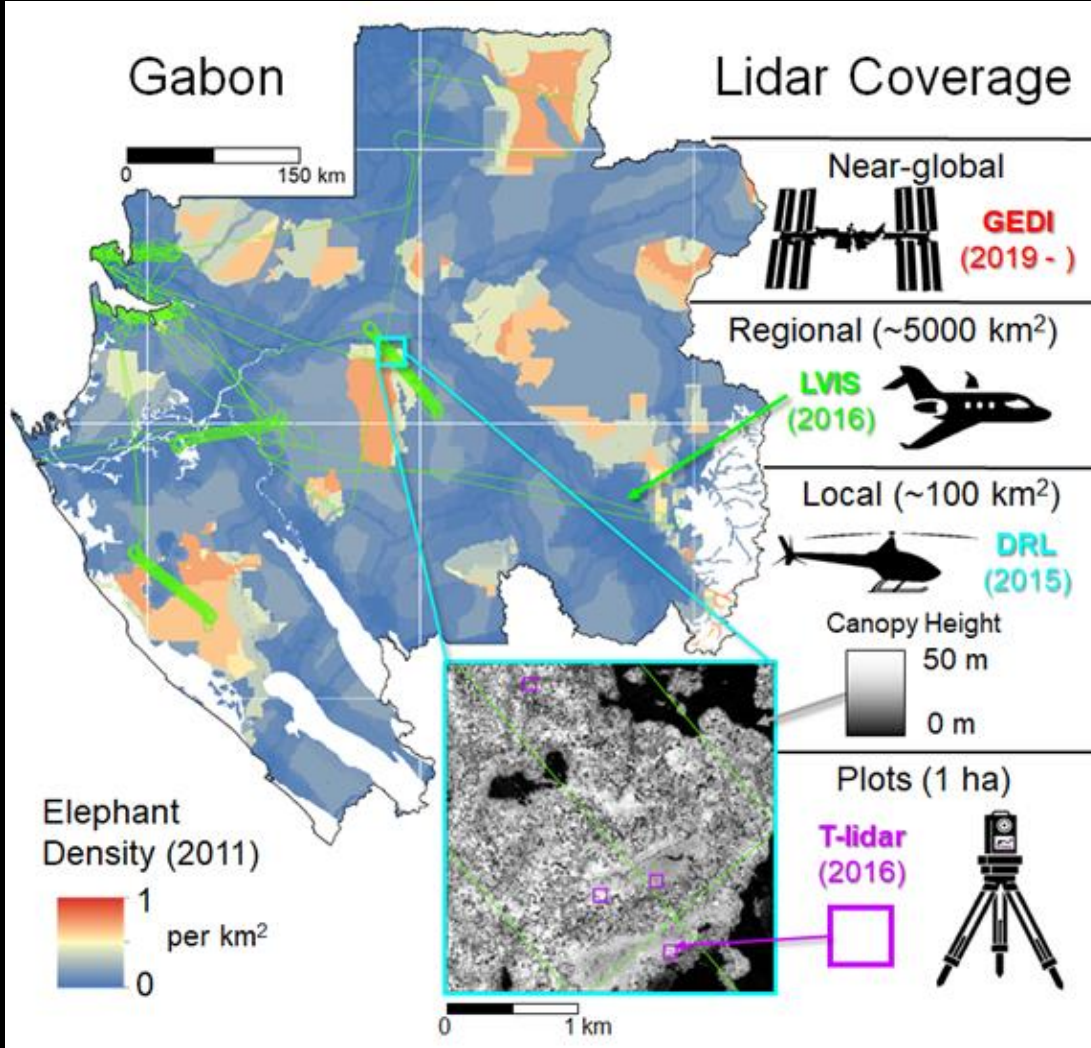 Gabon
0
150 km
Lidar Coverage
Near-global
GEDI
(2019 - )
Regional (~5000 km²)
LVIS
(2016)
Local (~100 km²)
DRL
(2015)
Canopy Height
50 m
0 m
Plots (1 ha)
T-lidar
(2016)
Elephant
Density (2011)
1
per km²
0
0
1 km